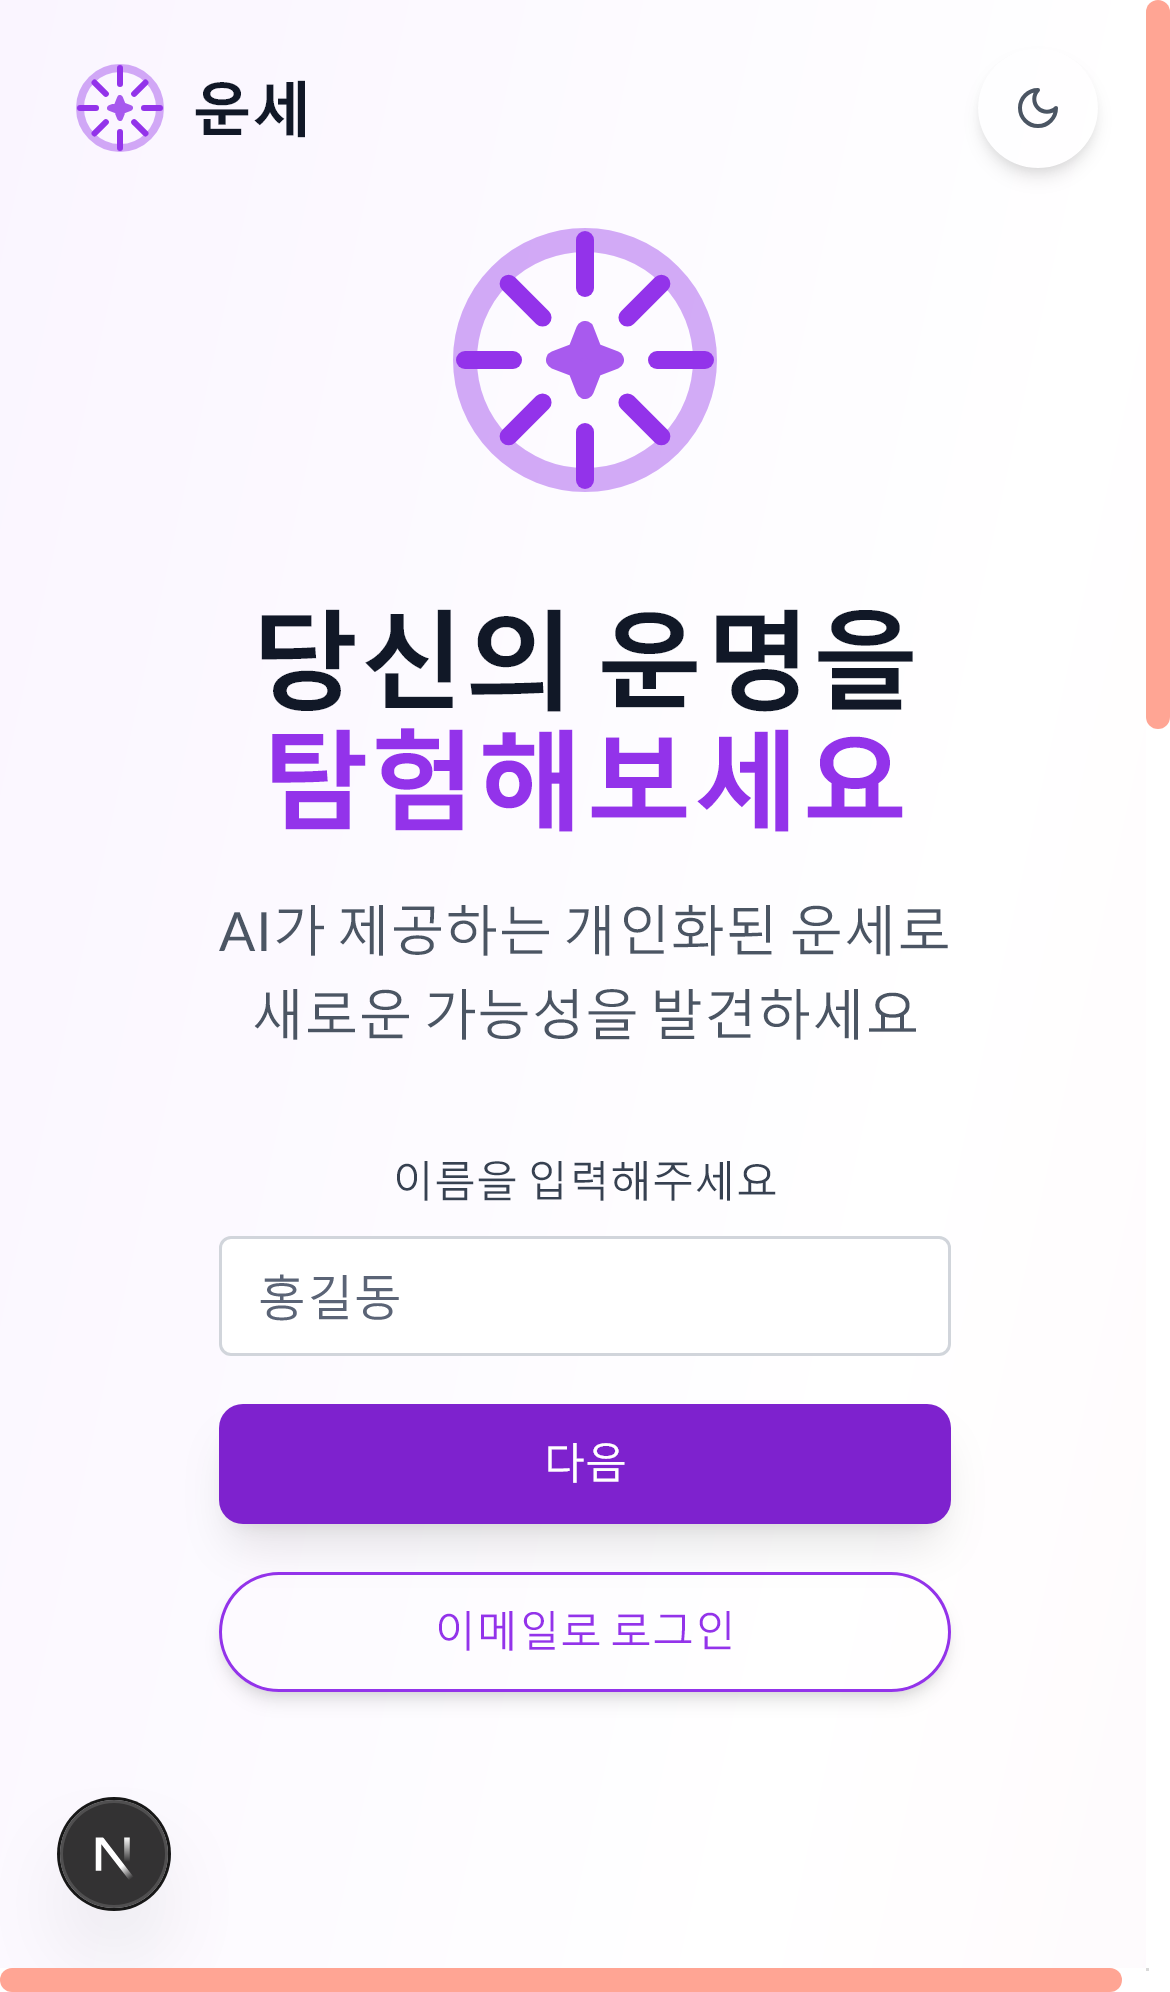 운세
당신의 운명을
탐험해보세요
AI가 제공하는 개인화된 운세로
새로운 가능성을 발견하세요
이름을 입력해주세요
홍길동
다음
이메일로 로그인
N